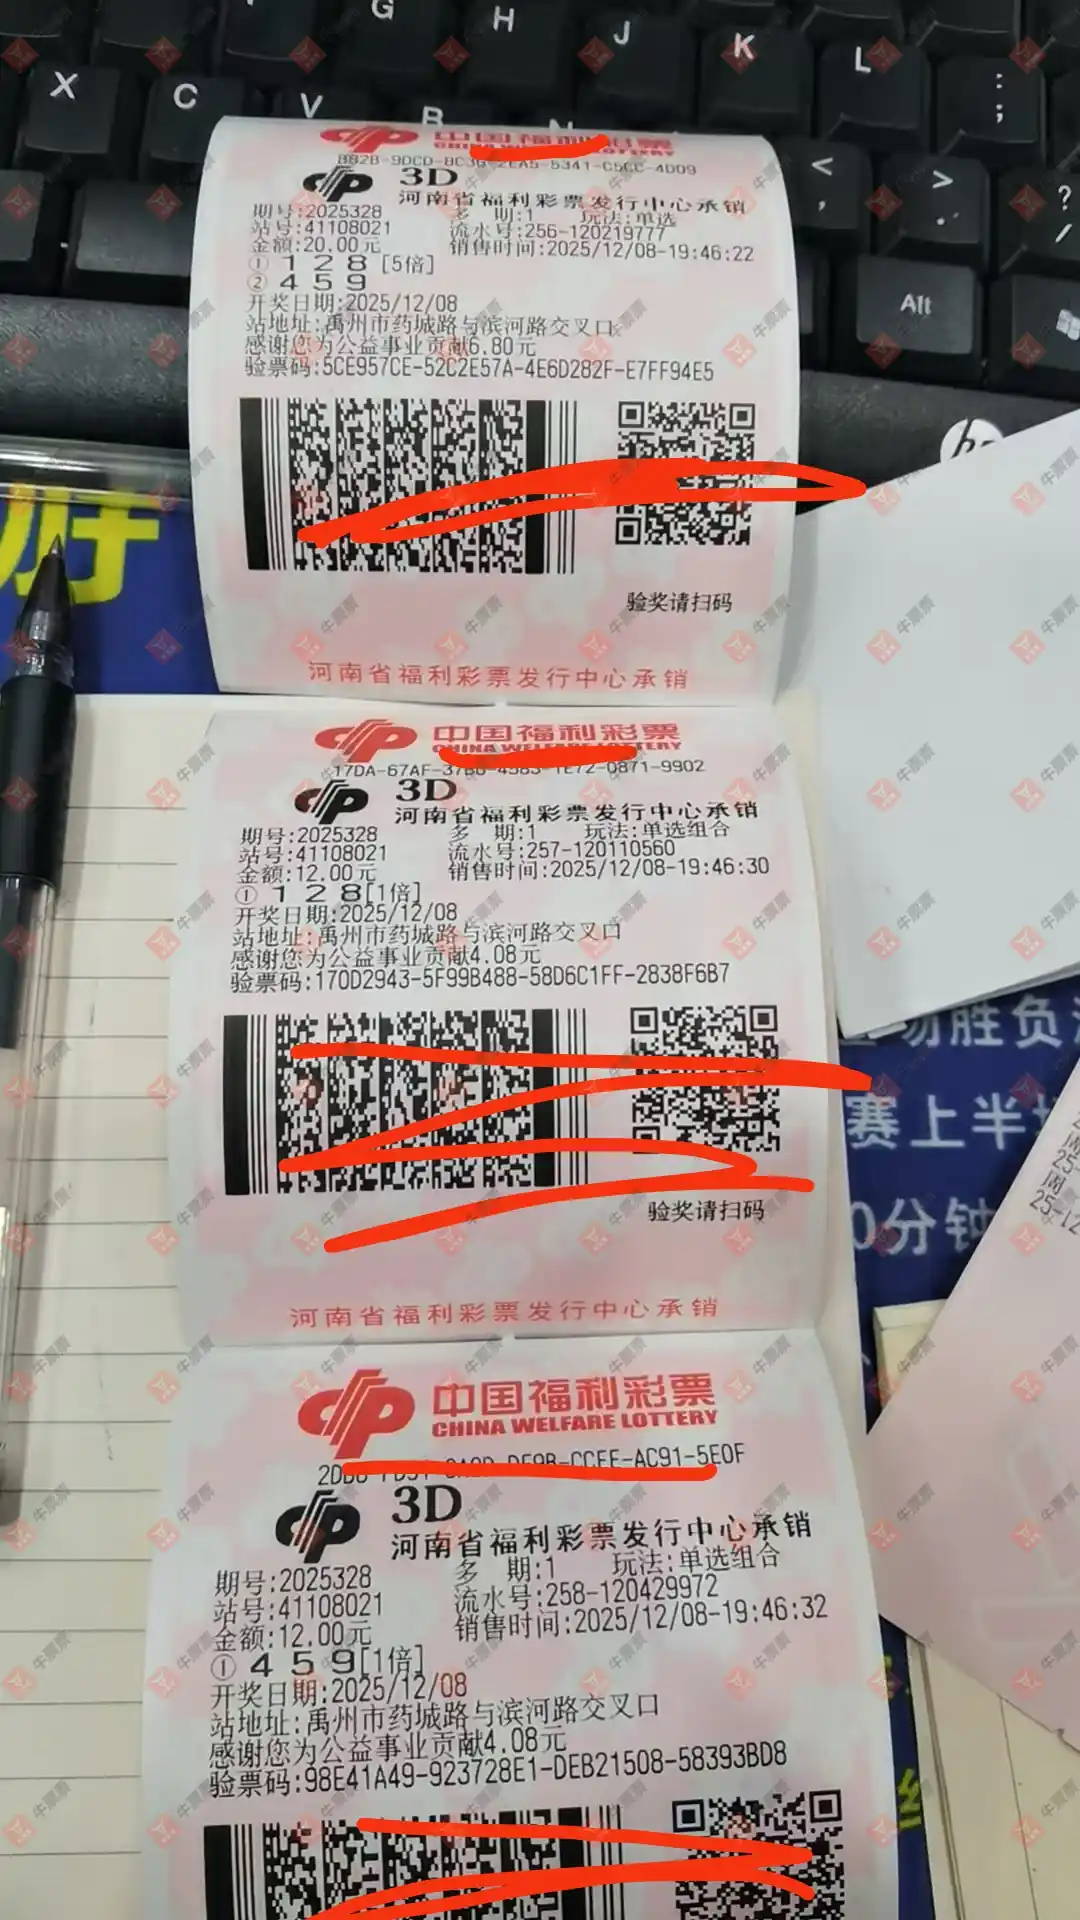 G H J K L
X C V B N
Alt
中国福利彩票
3D
河南省福利彩票发行中心承销
期号:2025328 多 期:1 玩法:单选
站号:41108021 流水号:256-120219777
金额:20.00元 销售时间:2025/12/08-19:46:22
① 1 2 8 [5倍]
② 4 5 9
开奖日期:2025/12/08
站地址:禹州市药城路与滨河路交叉口
感谢您为公益事业贡献6.80元
验票码:5CE957CE-52C2E57A-4E6D282F-E7FF94E5
验奖请扫码
河南省福利彩票发行中心承销
中国福利彩票
CHINA WELFARE LOTTERY
3D
河南省福利彩票发行中心承销
期号:2025328 多 期:1 玩法:单选组合
站号:41108021 流水号:257-120110560
金额:12.00元 销售时间:2025/12/08-19:46:30
① 1 2 8[1倍]
开奖日期:2025/12/08
站地址:禹州市药城路与滨河路交叉口
感谢您为公益事业贡献4.08元
验票码:170D2943-5F99B488-58D6C1FF-2838F6B7
验奖请扫码
河南省福利彩票发行中心承销
中国福利彩票
CHINA WELFARE LOTTERY
3D
河南省福利彩票发行中心承销
期号:2025328 多 期:1 玩法:单选组合
站号:41108021 流水号:258-120429972
金额:12.00元 销售时间:2025/12/08-19:46:32
① 4 5 9[1倍]
开奖日期:2025/12/08
站地址:禹州市药城路与滨河路交叉口
感谢您为公益事业贡献4.08元
验票码:98E41A49-923728E1-DEB21508-58393BD8
胜负
赛上半
0分钟
牛票票